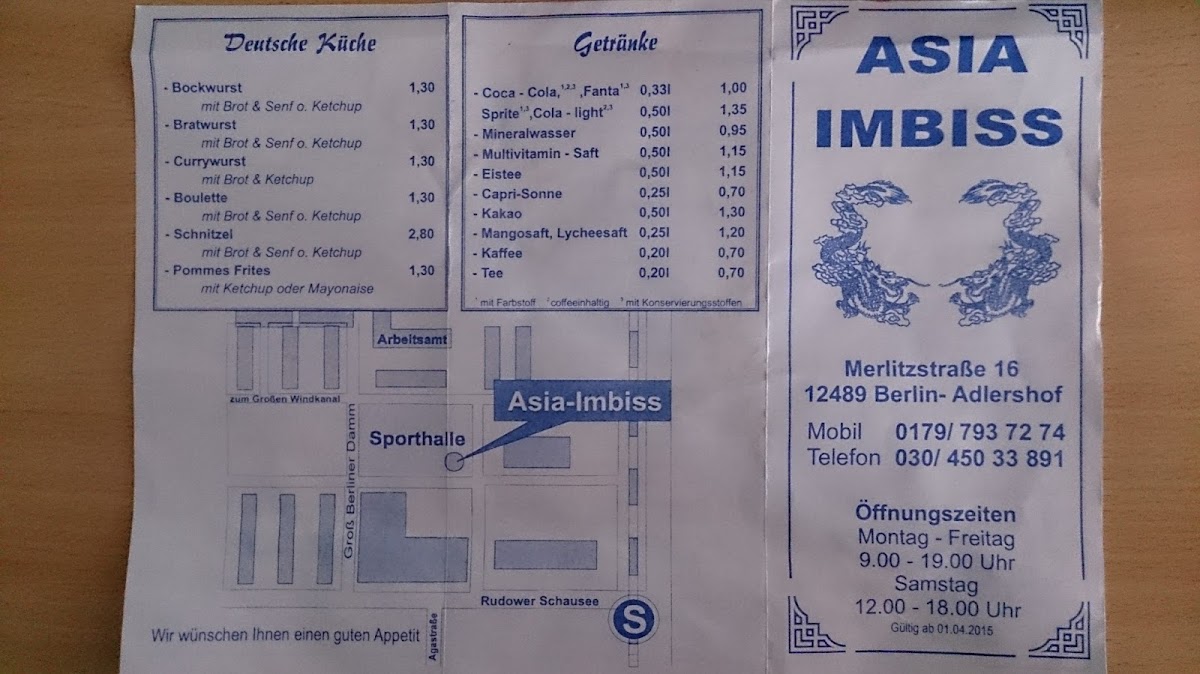 Deutsche Küche
- Bockwurst 1,30
mit Brot & Senf o. Ketchup
- Bratwurst 1,30
mit Brot & Senf o. Ketchup
- Currywurst 1,30
mit Brot & Ketchup
- Boulette 1,30
mit Brot & Senf o. Ketchup
- Schnitzel 2,80
mit Brot & Senf o. Ketchup
- Pommes Frites 1,30
mit Ketchup oder Mayonaise
Getränke
- Coca - Cola,1,2,3 ,Fanta1,3 0,33l 1,00
Sprite1,3,Cola - light2,3 0,50l 1,35
- Mineralwasser 0,50l 0,95
- Multivitamin - Saft 0,50l 1,15
- Eistee 0,50l 1,15
- Capri-Sonne 0,25l 0,70
- Kakao 0,50l 1,30
- Mangosaft, Lycheesaft 0,25l 1,20
- Kaffee 0,20l 0,70
- Tee 0,20l 0,70
1 mit Farbstoff 2 coffeeinhaltig 3 mit Konservierungsstoffen
Arbeitsamt
zum Großen Windkanal
Asia-Imbiss
Sporthalle
Groß Berliner Damm
Rudower Schausee
S
Agastraße
Wir wünschen Ihnen einen guten Appetit
ASIA
IMBISS
Merlitzstraße 16
12489 Berlin- Adlershof
Mobil 0179/ 793 72 74
Telefon 030/ 450 33 891
Öffnungszeiten
Montag - Freitag
9.00 - 19.00 Uhr
Samstag
12.00 - 18.00 Uhr
Gültig ab 01.04.2015